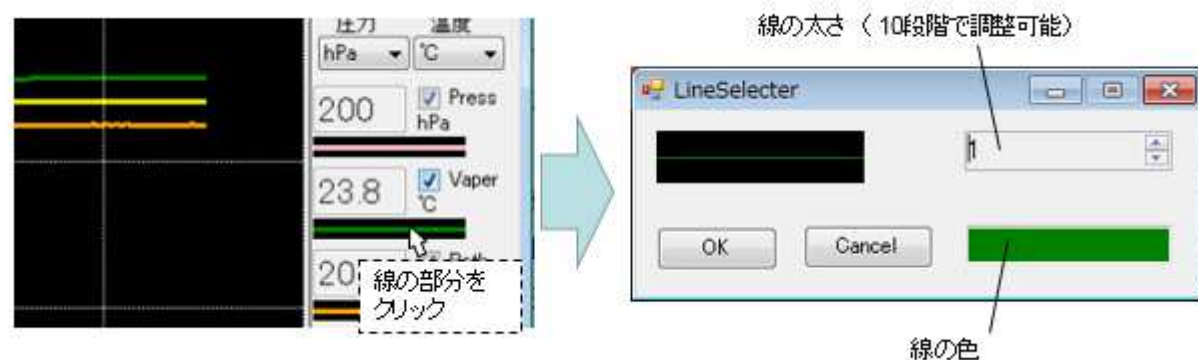 圧力 温度
hPa ℃
200 Press
hPa
23.8 Vaper
℃
20
線の部分を
クリック
線の太さ（10段階で調整可能）
LineSelecter
1
OK Cancel
線の色